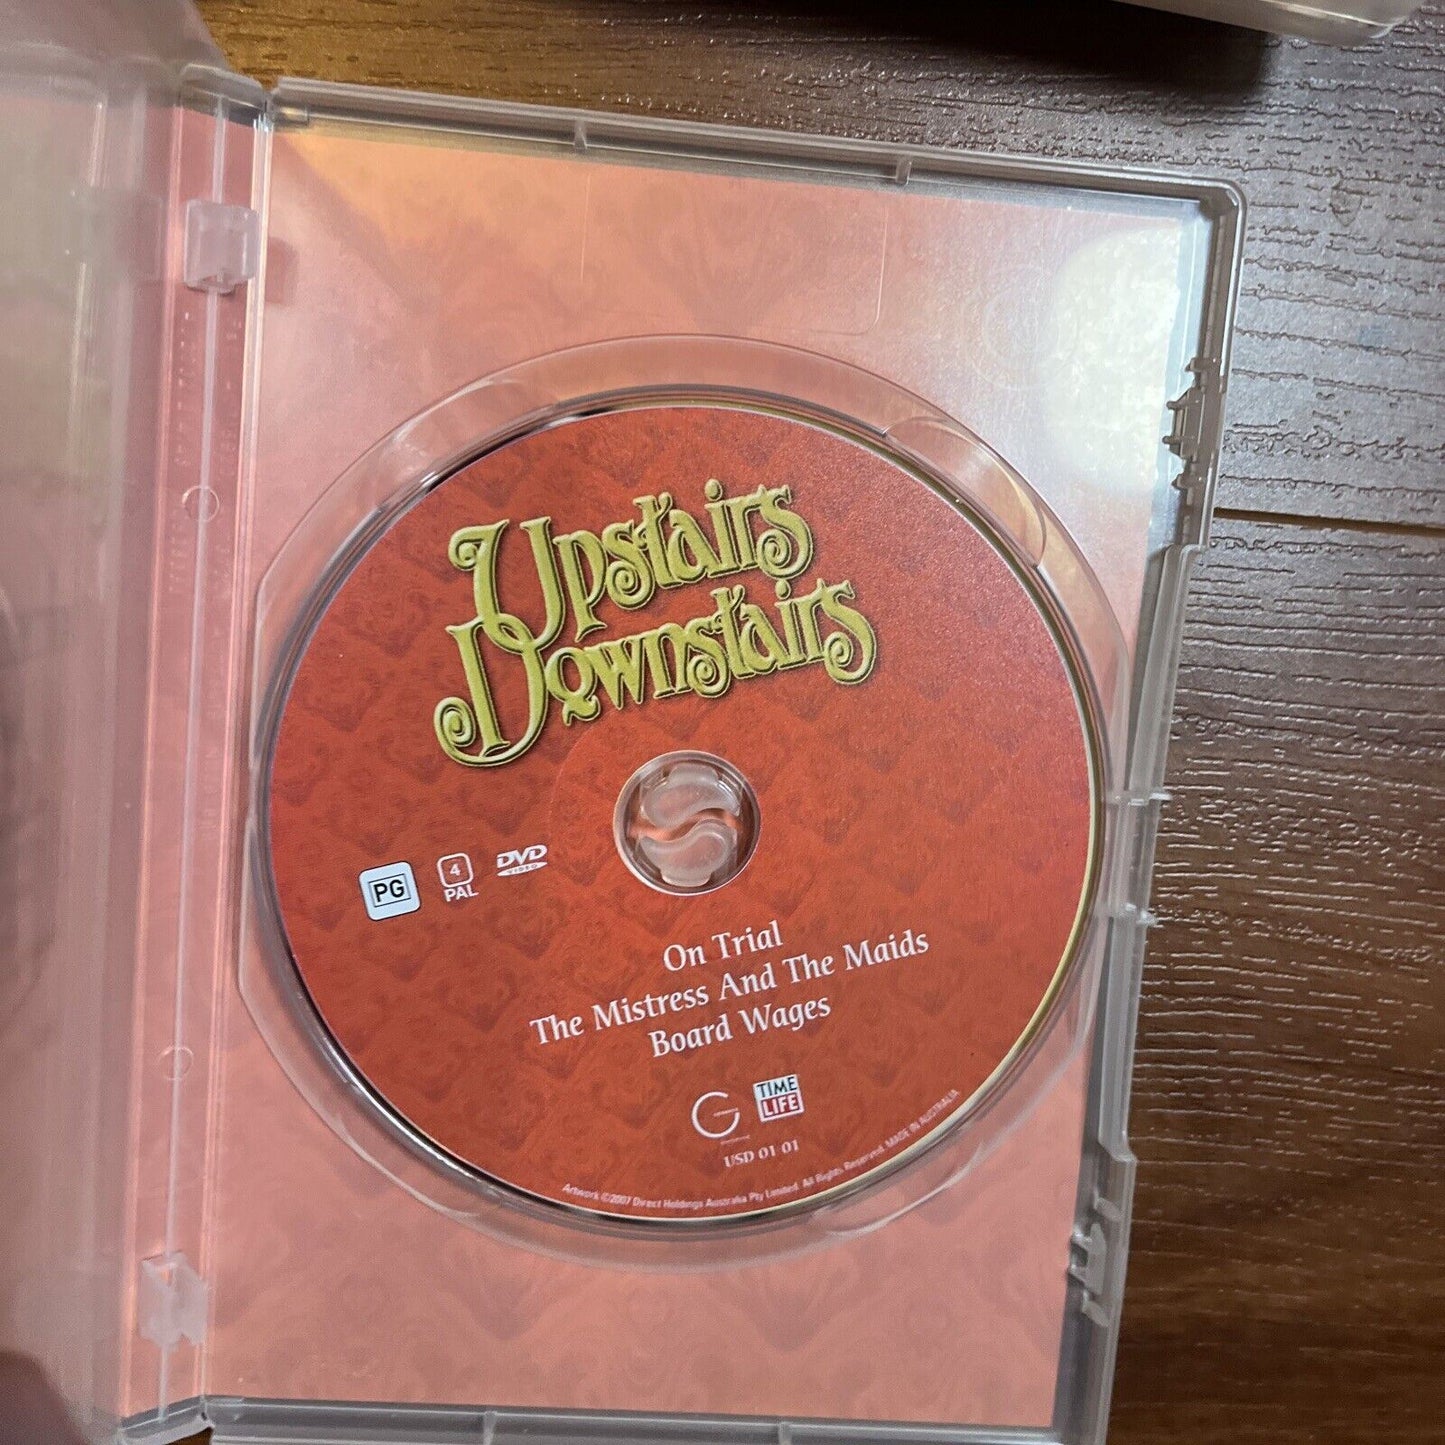 Upstairs
Downstairs
PG
4
PAL
DVD
VIDEO
On Trial
The Mistress And The Maids
Board Wages
G
TIME
LIFE
USD 01 01
Artwork ©2007 Direct Holdings Australia Pty Limited. All Rights Reserved. MADE IN AUSTRALIA